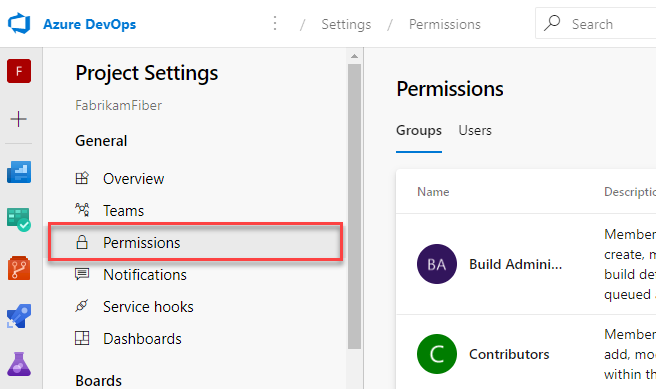 Azure DevOps
/ Settings / Permissions
Search
F
Project Settings
FabrikamFiber
General
Overview
Teams
Permissions
Notifications
Service hooks
Dashboards
Boards
Permissions
Groups Users
Name Descriptio
BA Build Admini...
Member
create, m
build de
queued a
C Contributors
Member
add, mo
within th